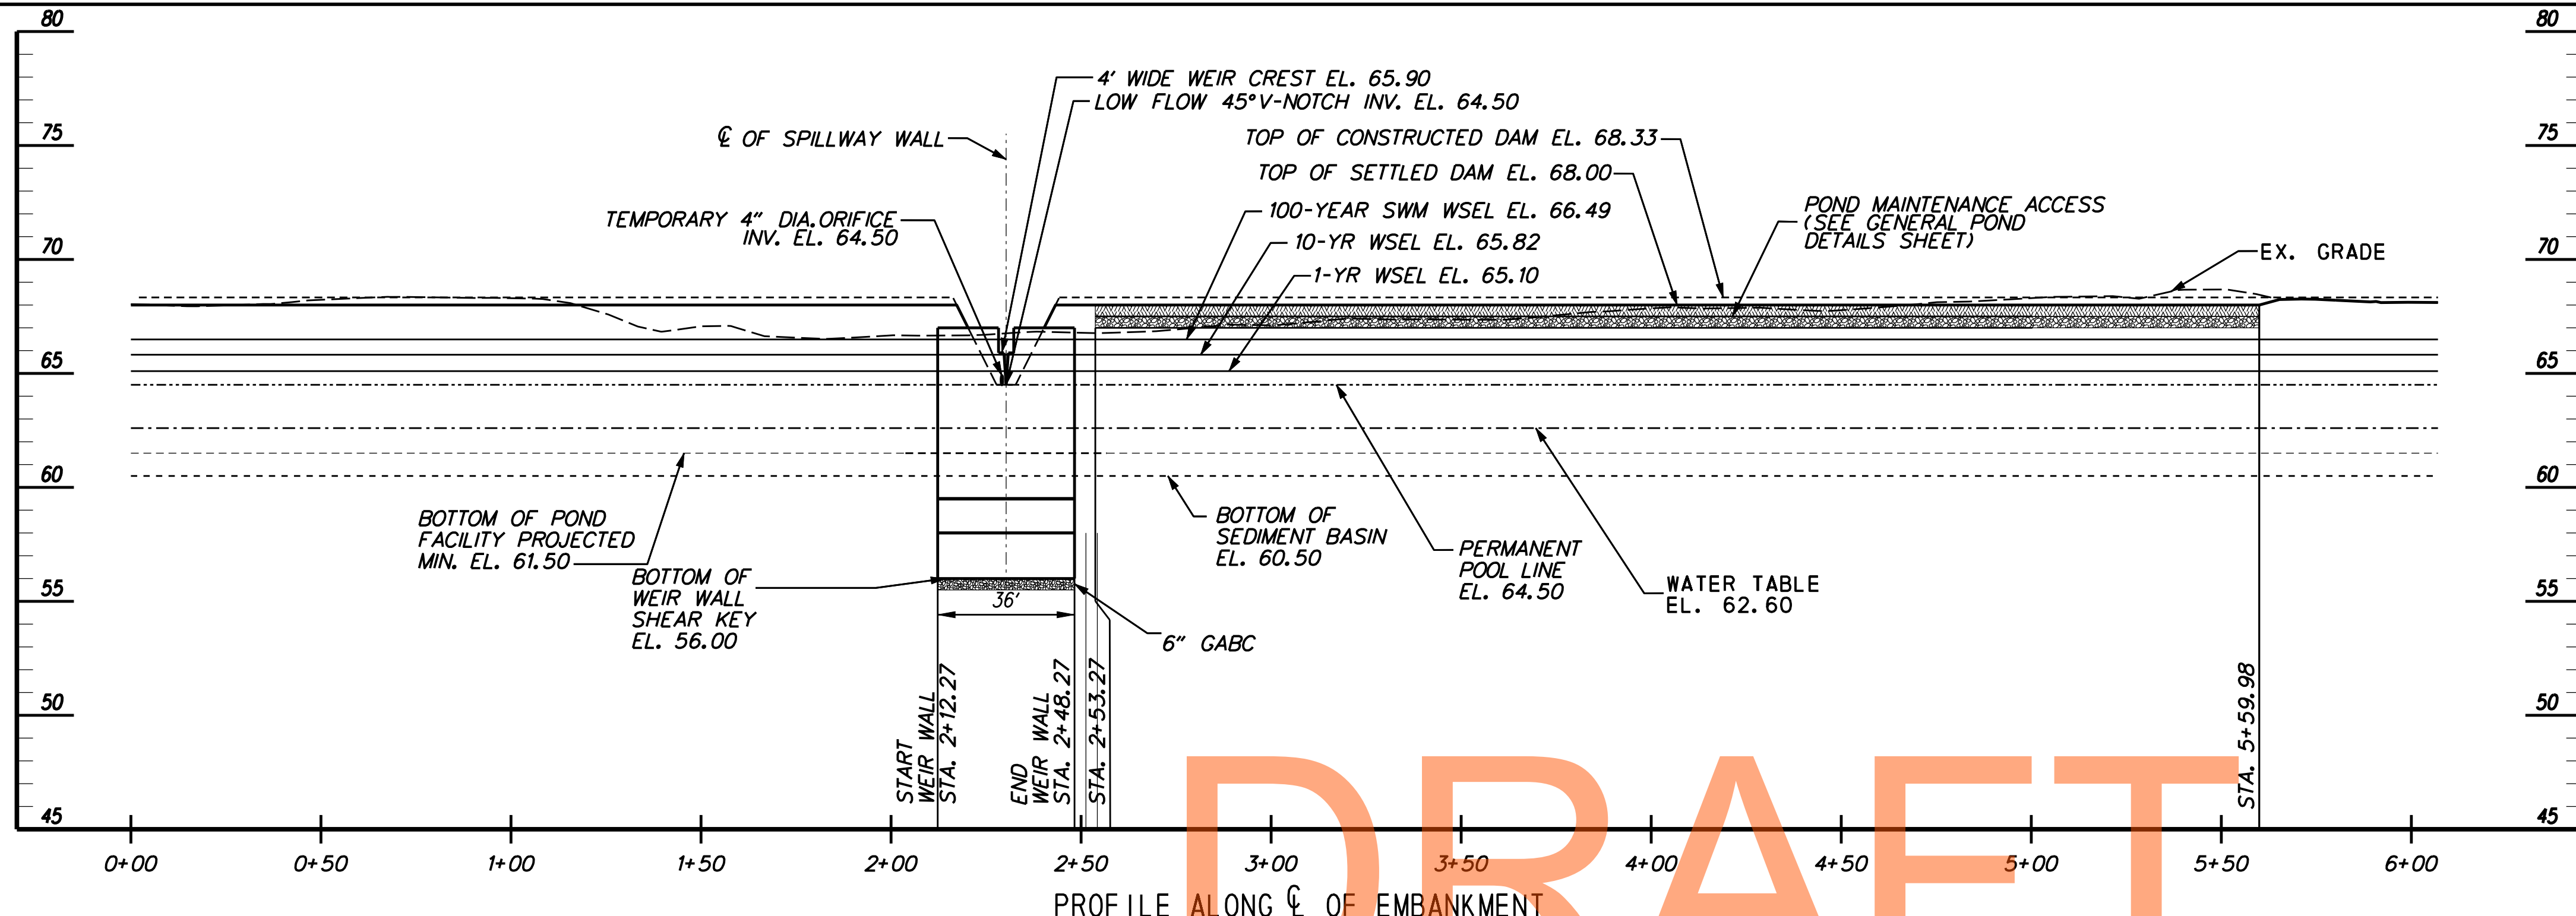 80
80
4' WIDE WEIR CREST EL. 65.90
LOW FLOW 45° V-NOTCH INV. EL. 64.50
75
75
℄ OF SPILLWAY WALL
TOP OF CONSTRUCTED DAM EL. 68.33
TOP OF SETTLED DAM EL. 68.00
TEMPORARY 4" DIA. ORIFICE
INV. EL. 64.50
100-YEAR SWM WSEL EL. 66.49
10-YR WSEL EL. 65.82
1-YR WSEL EL. 65.10
POND MAINTENANCE ACCESS
(SEE GENERAL POND
DETAILS SHEET)
EX. GRADE
70
70
65
65
60
60
BOTTOM OF POND
FACILITY PROJECTED
MIN. EL. 61.50
BOTTOM OF
WEIR WALL
SHEAR KEY
EL. 56.00
BOTTOM OF
SEDIMENT BASIN
EL. 60.50
PERMANENT
POOL LINE
EL. 64.50
WATER TABLE
EL. 62.60
55
55
36'
6" GABC
START
WEIR WALL
STA. 2+12.27
END
WEIR WALL
STA. 2+48.27
STA. 2+53.27
STA. 5+59.98
50
50
45
45
0+00
0+50
1+00
1+50
2+00
2+50
3+00
3+50
4+00
4+50
5+00
5+50
6+00
PROFILE ALONG ℄ OF EMBANKMENT
DRAFT